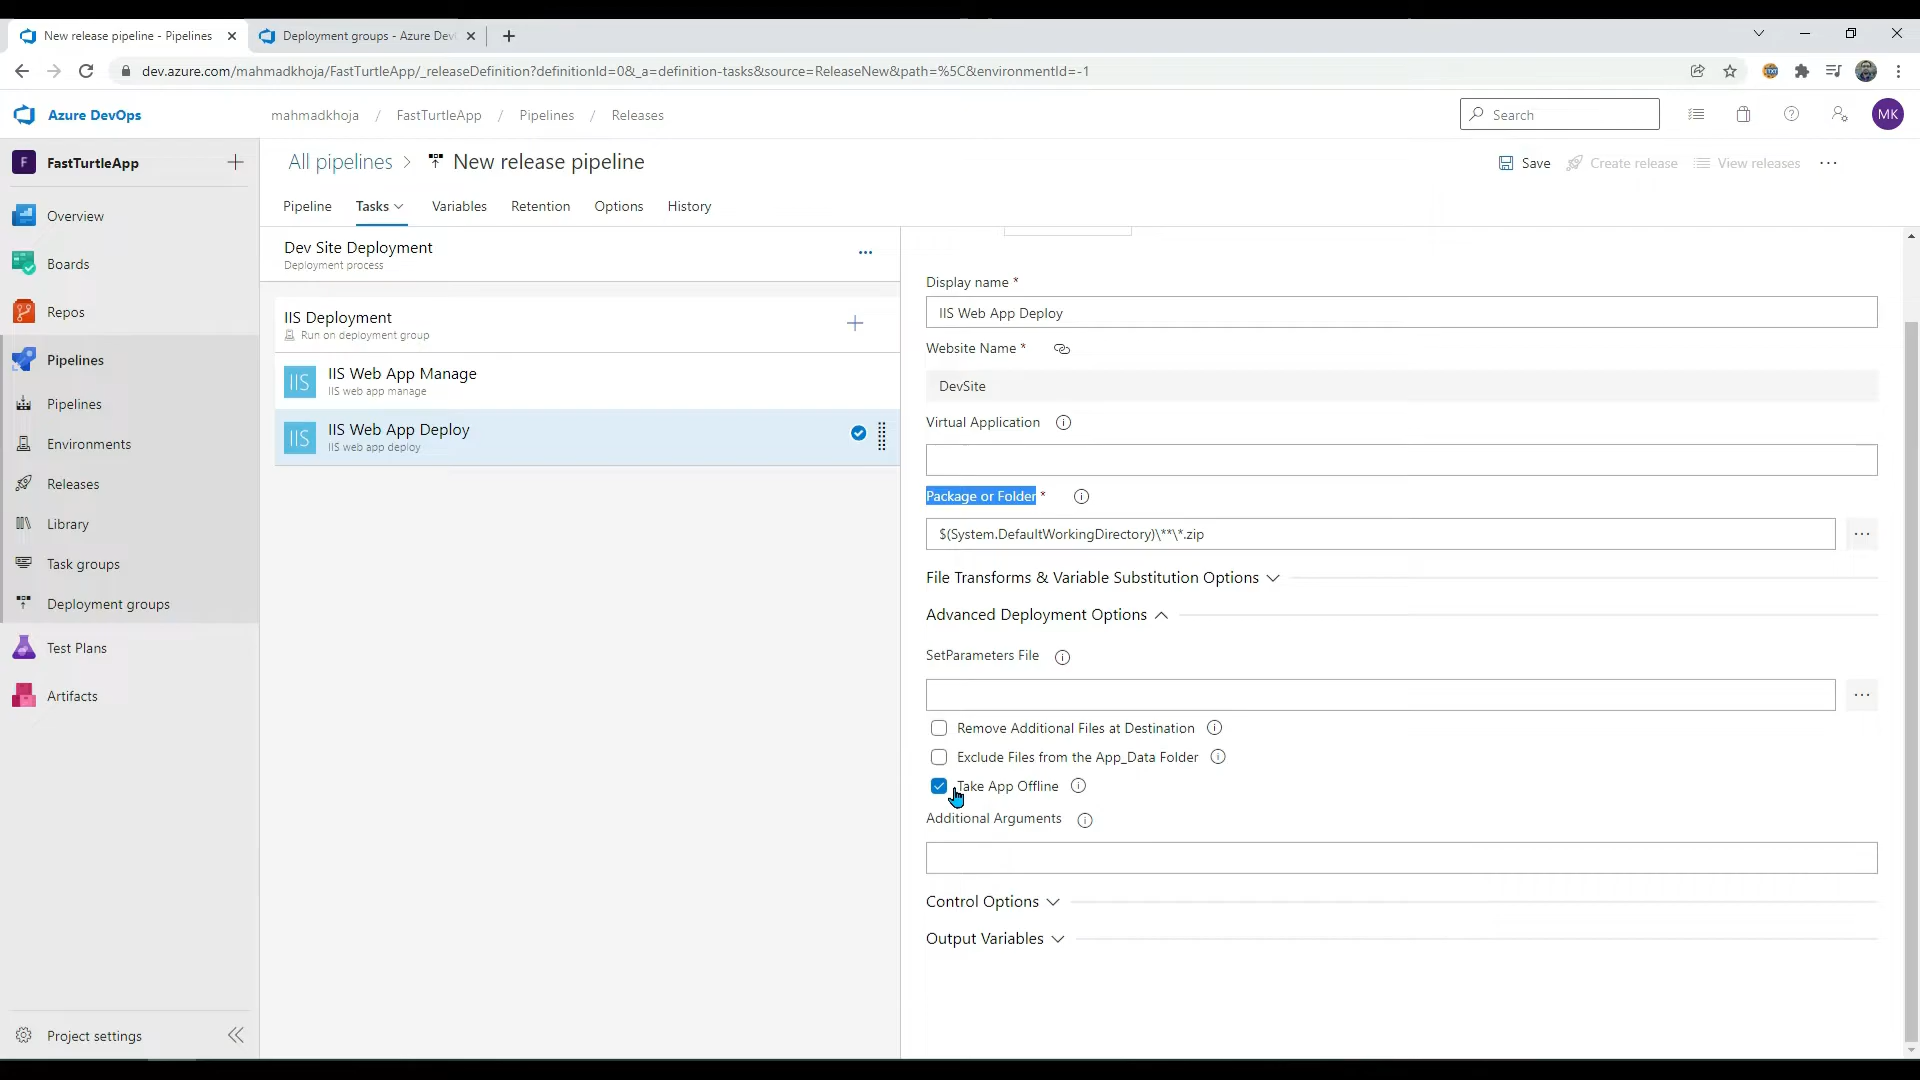 New release pipeline - Pipelines
Deployment groups - Azure Dev
dev.azure.com/mahmadkhoja/FastTurtleApp/_releaseDefinition?definitionId=0&_a=definition-tasks&source=ReleaseNew&path=%5C&environmentId=-1
Azure DevOps
mahmadkhoja / FastTurtleApp / Pipelines / Releases
Search
MK
F FastTurtleApp
All pipelines > New release pipeline
Save
Create release
View releases
Pipeline
Tasks
Variables
Retention
Options
History
Overview
Boards
Repos
Pipelines
Pipelines
Environments
Releases
Library
Task groups
Deployment groups
Test Plans
Artifacts
Project settings
Dev Site Deployment
Deployment process
IIS Deployment
Run on deployment group
IIS IIS Web App Manage
IIS web app manage
IIS IIS Web App Deploy
IIS web app deploy
Display name *
IIS Web App Deploy
Website Name *
DevSite
Virtual Application
Package or Folder *
$(System.DefaultWorkingDirectory)\**\*.zip
File Transforms & Variable Substitution Options
Advanced Deployment Options
SetParameters File
Remove Additional Files at Destination
Exclude Files from the App_Data Folder
Take App Offline
Additional Arguments
Control Options
Output Variables